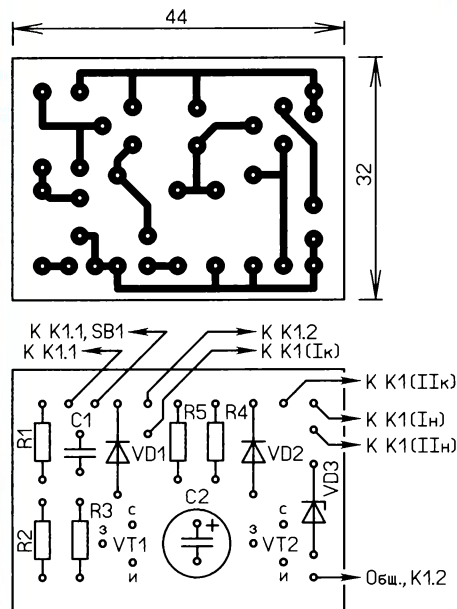 44
32
К К1.1, SB1
К К1.1
К К1.2
К К1(Iк)
К К1(IIк)
К К1(Iн)
К К1(IIн)
R1
C1
VD1
R5
R4
VD2
VD3
R2
R3
з
с
VT1
и
C2
+
з
с
VT2
и
Общ., К1.2